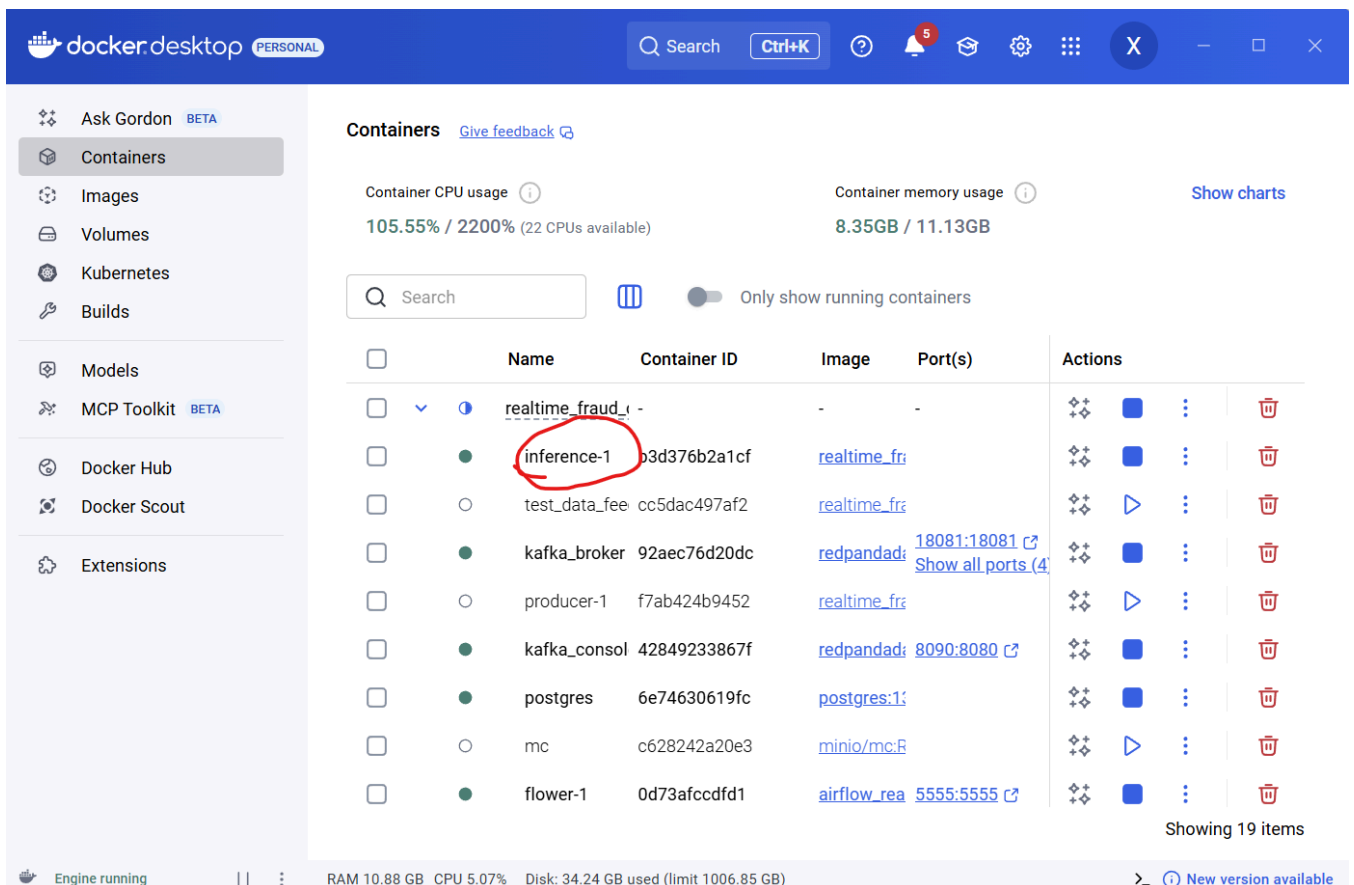 docker.desktop PERSONAL Search Ctrl+K 5 X
Ask Gordon BETA
Containers
Images
Volumes
Kubernetes
Builds
Models
MCP Toolkit BETA
Docker Hub
Docker Scout
Extensions
Containers Give feedback
Container CPU usage Container memory usage Show charts
105.55% / 2200% (22 CPUs available) 8.35GB / 11.13GB
Search Only show running containers
Name Container ID Image Port(s) Actions
realtime_fraud_ - - -
inference-1 b3d376b2a1cf realtime_fra
test_data_fee cc5dac497af2 realtime_fra
kafka_broker 92aec76d20dc redpandada 18081:18081
Show all ports (4)
producer-1 f7ab424b9452 realtime_fra
kafka_consol 42849233867f redpandada 8090:8080
postgres 6e74630619fc postgres:13
mc c628242a20e3 minio/mc:R
flower-1 0d73afccdfd1 airflow_rea 5555:5555
Showing 19 items
Engine running RAM 10.88 GB CPU 5.07% Disk: 34.24 GB used (limit 1006.85 GB) New version available